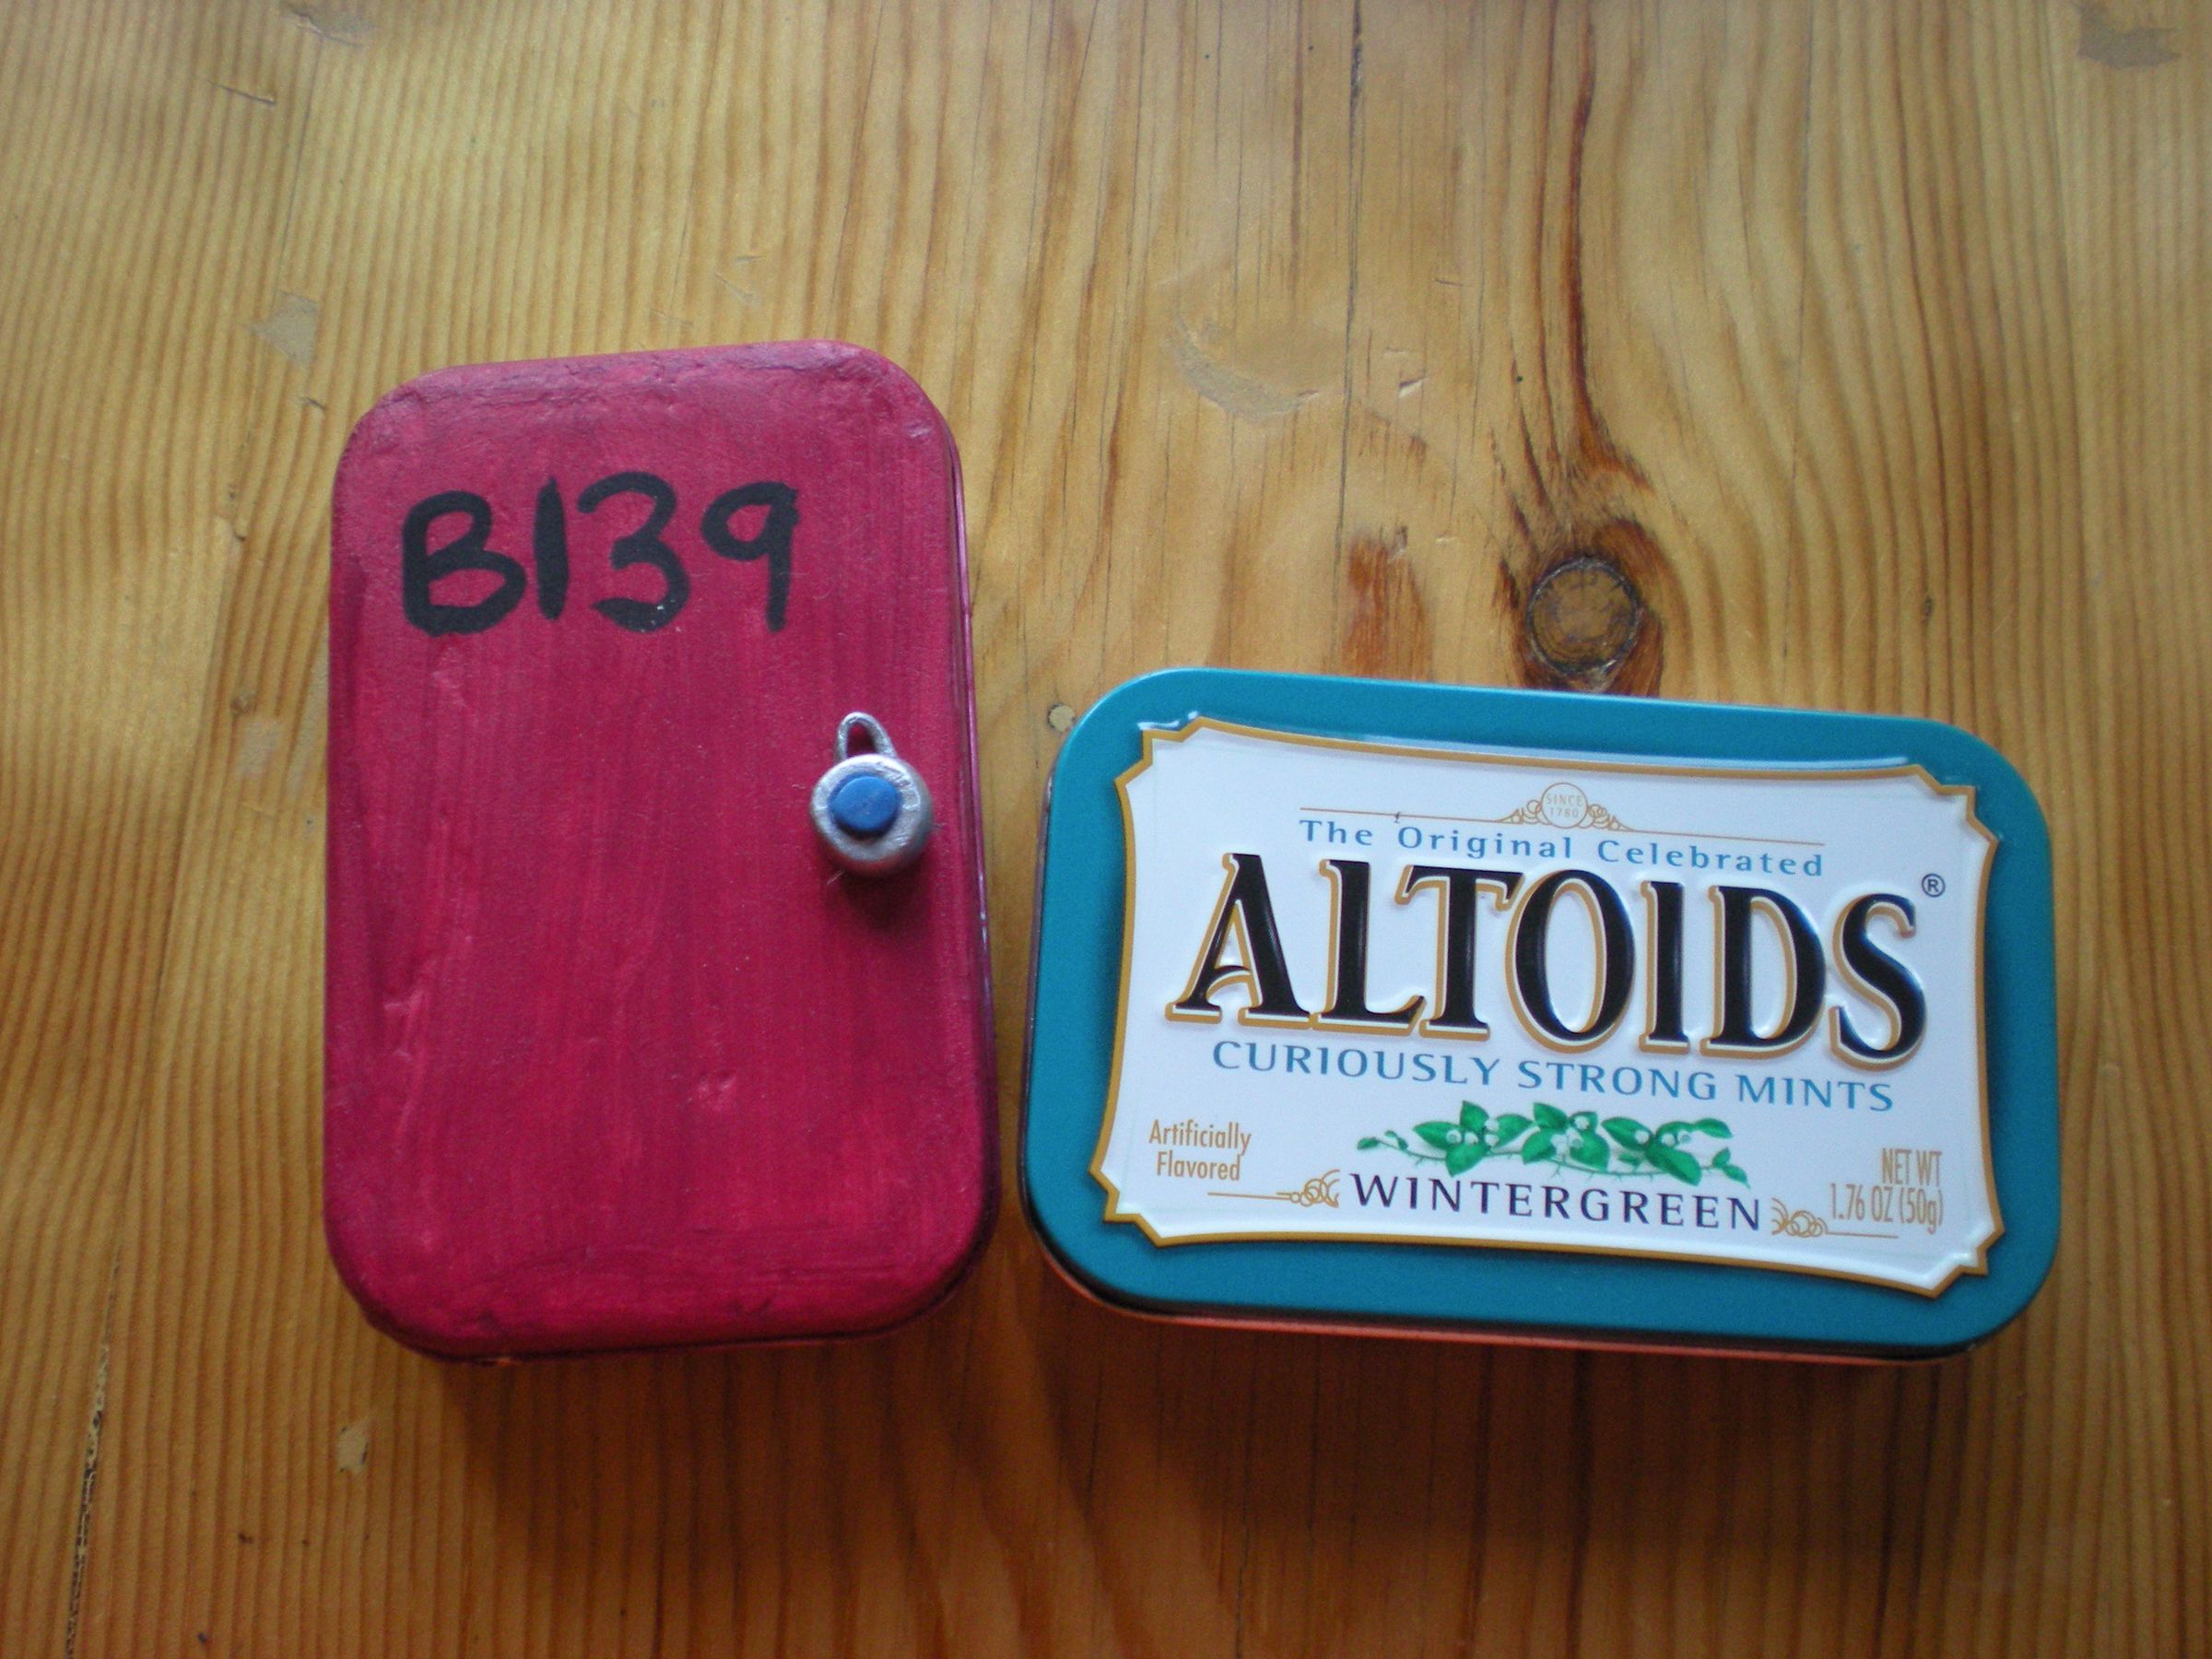 B139
SINCE
1780
The Original Celebrated
ALTOIDS®
CURIOUSLY STRONG MINTS
Artificially
Flavored
WINTERGREEN
NET WT
1.76 OZ (50g)